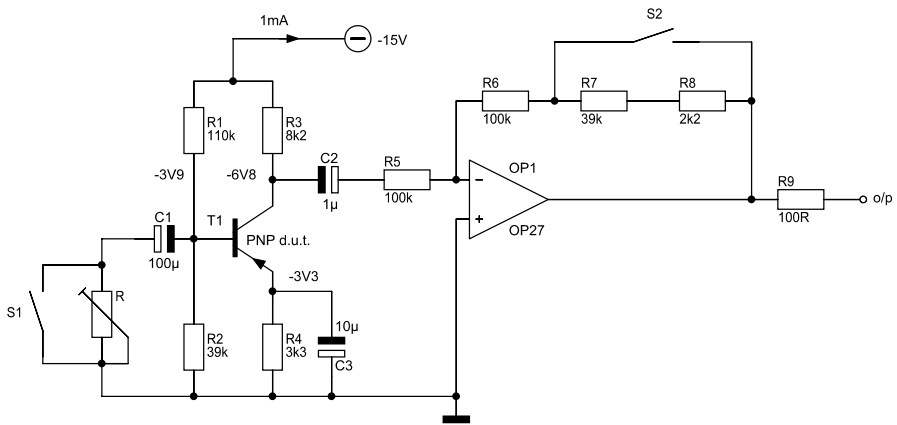 1mA
-15V
S2
R1
110k
R3
8k2
R6
100k
R7
39k
R8
2k2
-3V9
-6V8
C2
1µ
R5
100k
OP1
−
+
OP27
R9
100R
o/p
C1
100µ
T1
PNP d.u.t.
-3V3
S1
R
R2
39k
R4
3k3
10µ
C3